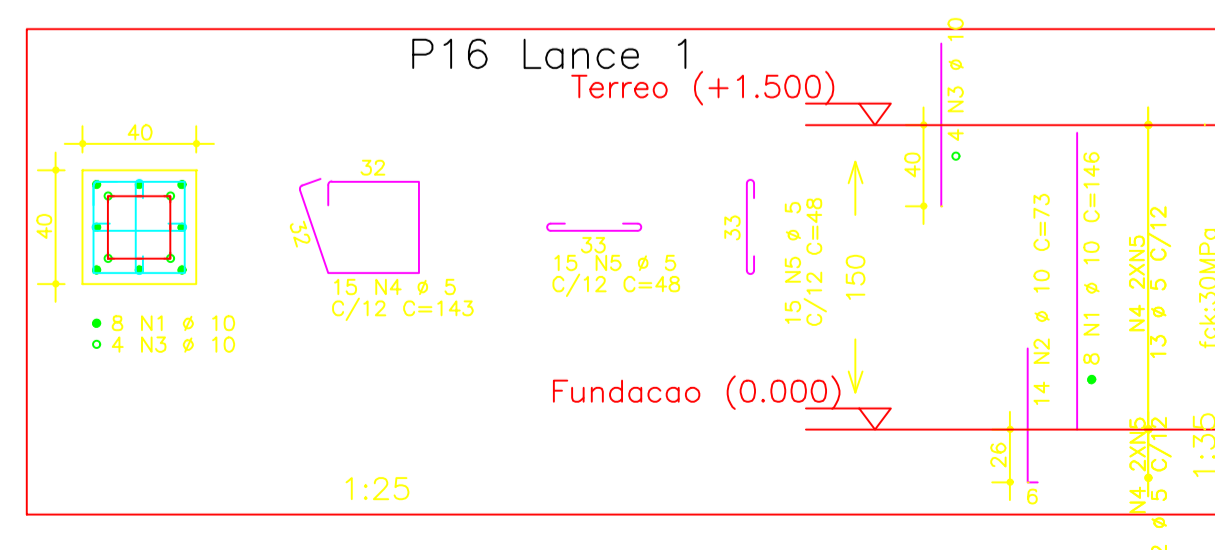 P16 Lance 1
Terreo (+1.500)
40
40
8 N1 ø 10
4 N3 ø 10
32
32
15 N4 ø 5
C/12 C=143
33
15 N5 ø 5
C/12 C=48
33
15 N5 ø 5
C/12 C=48
150
Fundacao (0.000)
40
4 N3 ø 10
14 N2 ø 10 C=73
26
6
8 N1 ø 10 C=146
N4 2XN5
13 ø 5 C/12
N4 2XN5
ø 5 C/12
fck:30MPa
1:35
1:25